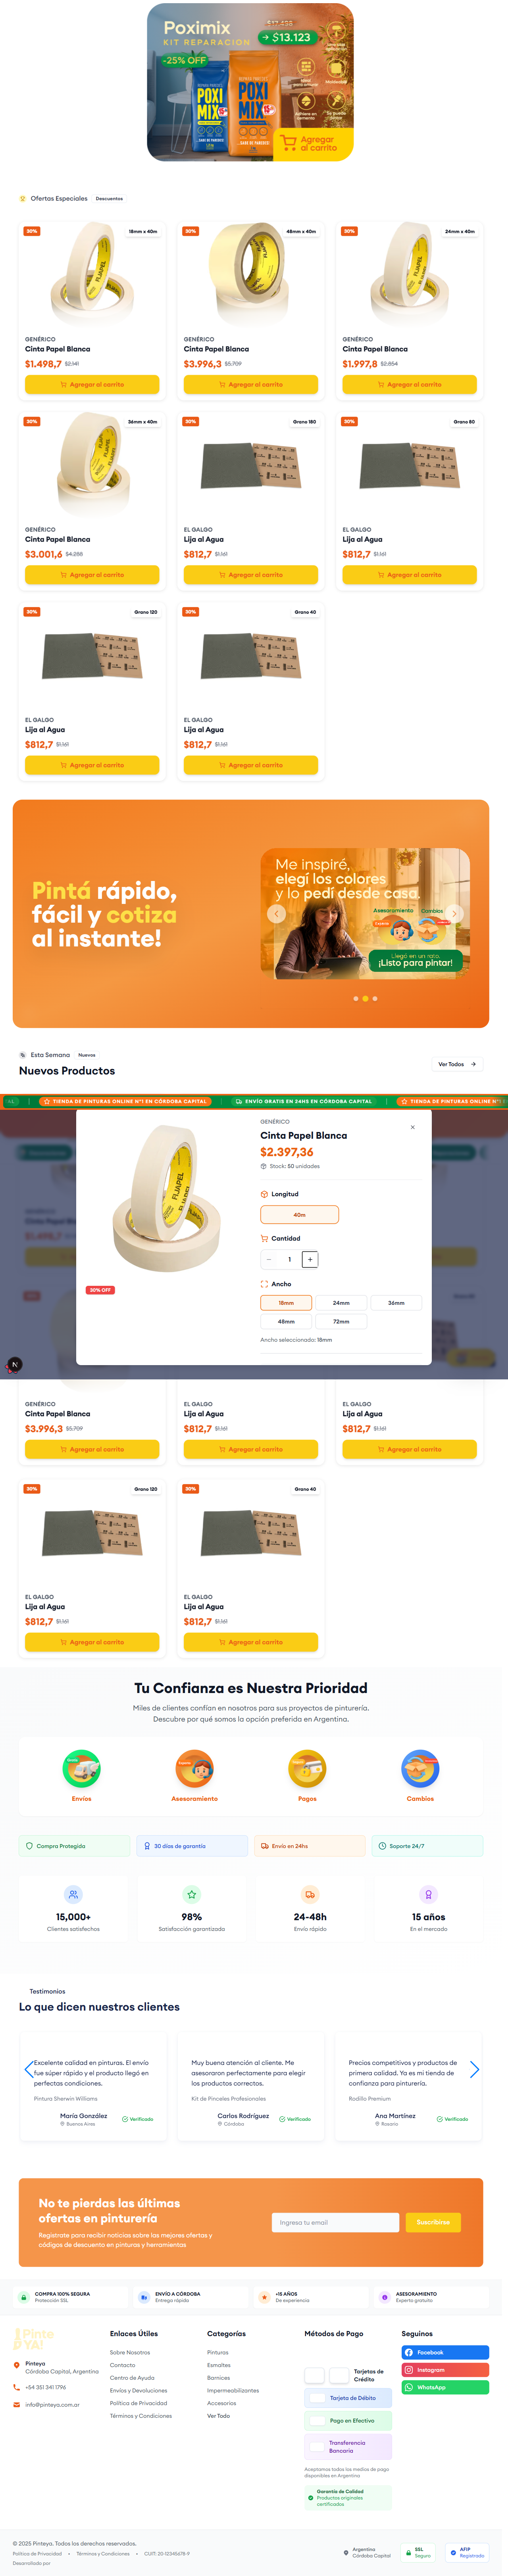 Poximix
KIT REPARACION
$17.498
→ $13.123
-25% OFF
POXI
MIX
POXI
MIX
Agregar
al carrito
Ofertas Especiales
Descuentos
30%
18mm x 40m
GENÉRICO
Cinta Papel Blanca
$1.498,7 $2.141
Agregar al carrito
30%
48mm x 40m
GENÉRICO
Cinta Papel Blanca
$3.996,3 $5.709
Agregar al carrito
30%
24mm x 40m
GENÉRICO
Cinta Papel Blanca
$1.997,8 $2.854
Agregar al carrito
30%
36mm x 40m
GENÉRICO
Cinta Papel Blanca
$3.001,6 $4.288
Agregar al carrito
30%
Grano 180
EL GALGO
Lija al Agua
$812,7 $1.161
Agregar al carrito
30%
Grano 80
EL GALGO
Lija al Agua
$812,7 $1.161
Agregar al carrito
30%
Grano 120
EL GALGO
Lija al Agua
$812,7 $1.161
Agregar al carrito
30%
Grano 40
EL GALGO
Lija al Agua
$812,7 $1.161
Agregar al carrito
Pintá rápido,
fácil y cotiza
al instante!
Me inspiré,
elegí los colores
y lo pedí desde casa.
Asesoramiento
Cambios
Llegó en un rato.
¡Listo para pintar!
Esta Semana
Nuevos
Nuevos Productos
Ver Todos →
TIENDA DE PINTURAS ONLINE N°1 EN CÓRDOBA CAPITAL
ENVÍO GRATIS EN 24HS EN CÓRDOBA CAPITAL
TIENDA DE PINTURAS ONLINE N°1
GENÉRICO
Cinta Papel Blanca
$2.397,36
Stock: 50 unidades
Longitud
40m
Cantidad
1
Ancho
18mm
24mm
36mm
48mm
72mm
Ancho seleccionado: 18mm
30% OFF
N
GENÉRICO
Cinta Papel Blanca
$3.996,3 $5.709
Agregar al carrito
EL GALGO
Lija al Agua
$812,7 $1.161
Agregar al carrito
EL GALGO
Lija al Agua
$812,7 $1.161
Agregar al carrito
30%
Grano 120
EL GALGO
Lija al Agua
$812,7 $1.161
Agregar al carrito
30%
Grano 40
EL GALGO
Lija al Agua
$812,7 $1.161
Agregar al carrito
Tu Confianza es Nuestra Prioridad
Miles de clientes confían en nosotros para sus proyectos de pinturería.
Descubre por qué somos la opción preferida en Argentina.
Envíos
Asesoramiento
Pagos
Cambios
Compra Protegida
30 días de garantía
Envío en 24hs
Soporte 24/7
15,000+
Clientes satisfechos
98%
Satisfacción garantizada
24-48h
Envío rápido
15 años
En el mercado
Testimonios
Lo que dicen nuestros clientes
Excelente calidad en pinturas. El envío
fue súper rápido y el producto llegó en
perfectas condiciones.
Pintura Sherwin Williams
María González
Buenos Aires
Verificado
Muy buena atención al cliente. Me
asesoraron perfectamente para elegir
los productos correctos.
Kit de Pinceles Profesionales
Carlos Rodríguez
Córdoba
Verificado
Precios competitivos y productos de
primera calidad. Ya es mi tienda de
confianza para pinturería.
Rodillo Premium
Ana Martínez
Rosario
Verificado
No te pierdas las últimas
ofertas en pinturería
Registrate para recibir noticias sobre las mejores ofertas y
códigos de descuento en pinturas y herramientas
Ingresa tu email
Suscribirse
COMPRA 100% SEGURA
Protección SSL
ENVÍO A CÓRDOBA
Entrega rápida
+15 AÑOS
De experiencia
ASESORAMIENTO
Experto gratuito
Pinte
YA!
Pinteya
Córdoba Capital, Argentina
+54 351 341 1796
info@pinteya.com.ar
Enlaces Útiles
Sobre Nosotros
Contacto
Centro de Ayuda
Envíos y Devoluciones
Política de Privacidad
Términos y Condiciones
Categorías
Pinturas
Esmaltes
Barnices
Impermeabilizantes
Accesorios
Ver Todo
Métodos de Pago
Tarjetas de
Crédito
Tarjeta de Débito
Pago en Efectivo
Transferencia
Bancaria
Aceptamos todos los medios de pago
disponibles en Argentina
Garantía de Calidad
Productos originales
certificados
Seguinos
Facebook
Instagram
WhatsApp
© 2025 Pinteya. Todos los derechos reservados.
Política de Privacidad • Términos y Condiciones • CUIT: 20-12345678-9
Desarrollado por
Argentina
Córdoba Capital
SSL
Seguro
AFIP
Registrado